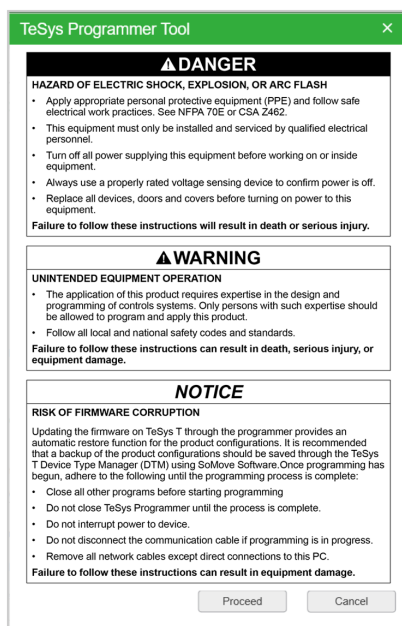 TeSys Programmer Tool ×
⚠ DANGER
HAZARD OF ELECTRIC SHOCK, EXPLOSION, OR ARC FLASH
• Apply appropriate personal protective equipment (PPE) and follow safe
electrical work practices. See NFPA 70E or CSA Z462.
• This equipment must only be installed and serviced by qualified electrical
personnel.
• Turn off all power supplying this equipment before working on or inside
equipment.
• Always use a properly rated voltage sensing device to confirm power is off.
• Replace all devices, doors and covers before turning on power to this
equipment.
Failure to follow these instructions will result in death or serious injury.
⚠ WARNING
UNINTENDED EQUIPMENT OPERATION
• The application of this product requires expertise in the design and
programming of controls systems. Only persons with such expertise should
be allowed to program and apply this product.
• Follow all local and national safety codes and standards.
Failure to follow these instructions can result in death, serious injury, or
equipment damage.
NOTICE
RISK OF FIRMWARE CORRUPTION
Updating the firmware on TeSys T through the programmer provides an
automatic restore function for the product configurations. It is recommended
that a backup of the product configurations should be saved through the TeSys
T Device Type Manager (DTM) using SoMove Software.Once programming has
begun, adhere to the following until the programming process is complete:
• Close all other programs before starting programming
• Do not close TeSys Programmer until the process is complete.
• Do not interrupt power to device.
• Do not disconnect the communication cable if programming is in progress.
• Remove all network cables except direct connections to this PC.
Failure to follow these instructions can result in equipment damage.
Proceed Cancel